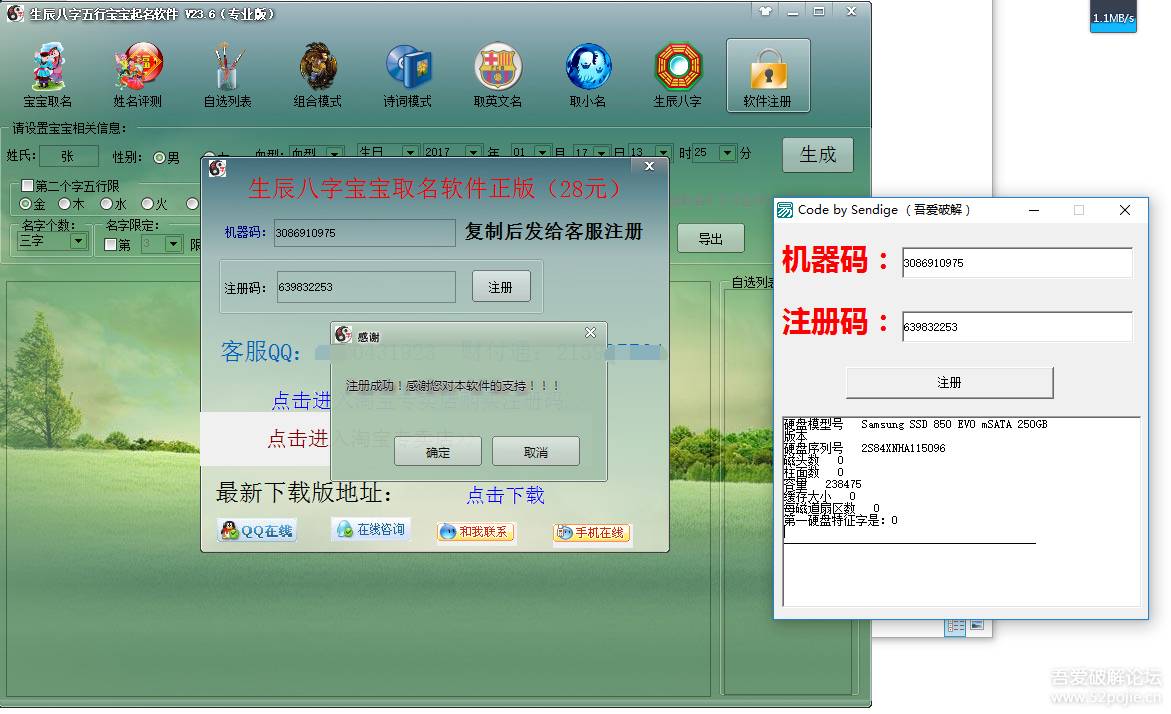 生辰八字五行宝宝起名软件 V23.6（专业版）
1.1MB/s
宝宝取名 姓名评测 自选列表 组合模式 诗词模式 取英文名 取小名 生辰八字 软件注册
请设置宝宝相关信息：
姓氏： 张 性别： 男 血型： 血型 生日 2017 年 01 月 17 日 13 时 25 分 生成
第二个字五行限
金 木 水 火
名字个数： 名字限定：
三字 第 3 限
导出
自选列表
生辰八字宝宝取名软件正版（28元）
机器码： 3086910975 复制后发给客服注册
注册码： 639832253 注册
客服QQ：
点击进
点击进
感谢
注册成功！感谢您对本软件的支持！！！
确定 取消
最新下载版地址： 点击下载
QQ在线 在线咨询 和我联系 手机在线
Code by Sendige （吾爱破解）
机器码： 3086910975
注册码： 639832253
注册
硬盘模型号 Samsung SSD 850 EVO mSATA 250GB
版本
硬盘序列号 2S84XNHA115096
磁头数 0
柱面数 0
容量 238475
缓存大小 0
每磁道扇区数 0
第一硬盘特征字是：0
吾爱破解论坛
www.52pojie.cn